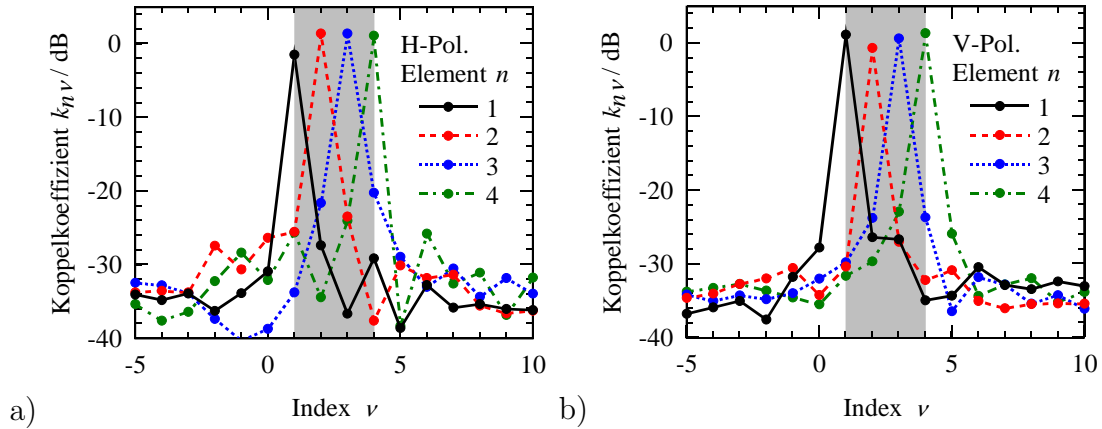 0
-10
-20
-30
-40
-5
0
5
10
Koppelkoeffizient k_{n ν} / dB
Index ν
H-Pol.
Element n
1
2
3
4
a)
0
-10
-20
-30
-40
-5
0
5
10
Koppelkoeffizient k_{n ν} / dB
Index ν
V-Pol.
Element n
1
2
3
4
b)